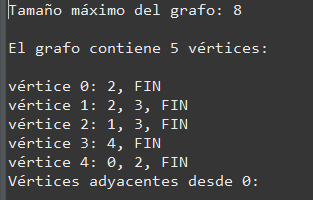 Tamaño máximo del grafo: 8
El grafo contiene 5 vértices:
vértice 0: 2, FIN
vértice 1: 2, 3, FIN
vértice 2: 1, 3, FIN
vértice 3: 4, FIN
vértice 4: 0, 2, FIN
Vértices adyacentes desde 0: